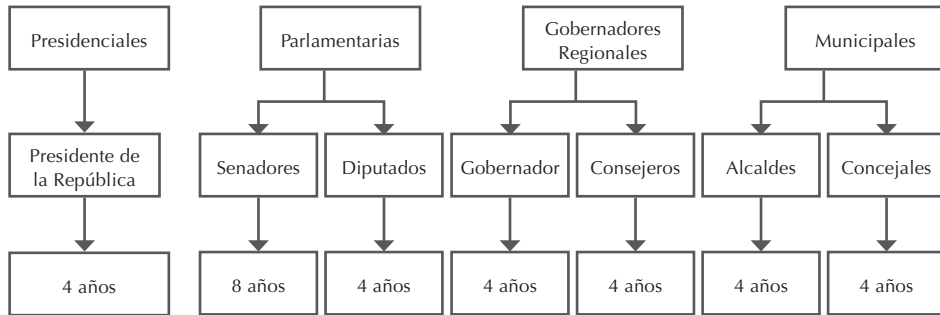 Presidenciales
Parlamentarias
Gobernadores
Regionales
Municipales
Presidente de
la República
Senadores
Diputados
Gobernador
Consejeros
Alcaldes
Concejales
4 años
8 años
4 años
4 años
4 años
4 años
4 años